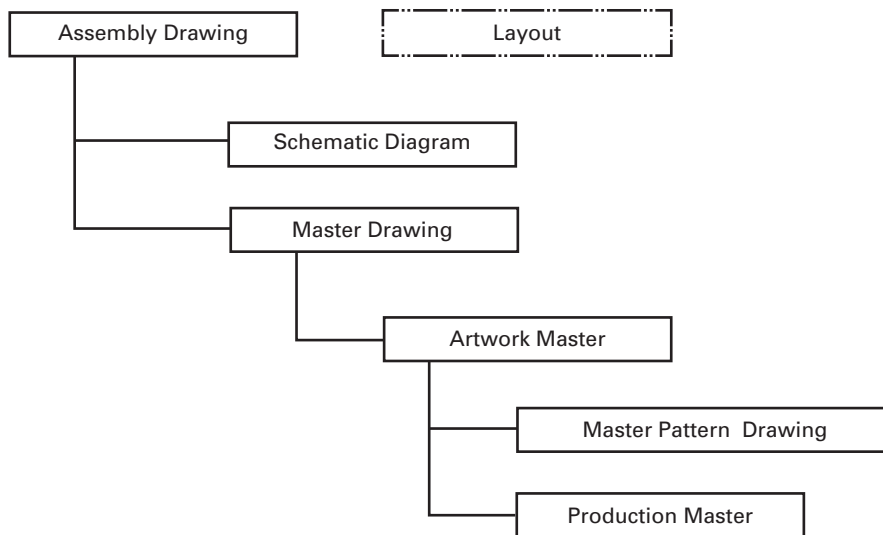 Assembly Drawing
Layout
Schematic Diagram
Master Drawing
Artwork Master
Master Pattern Drawing
Production Master